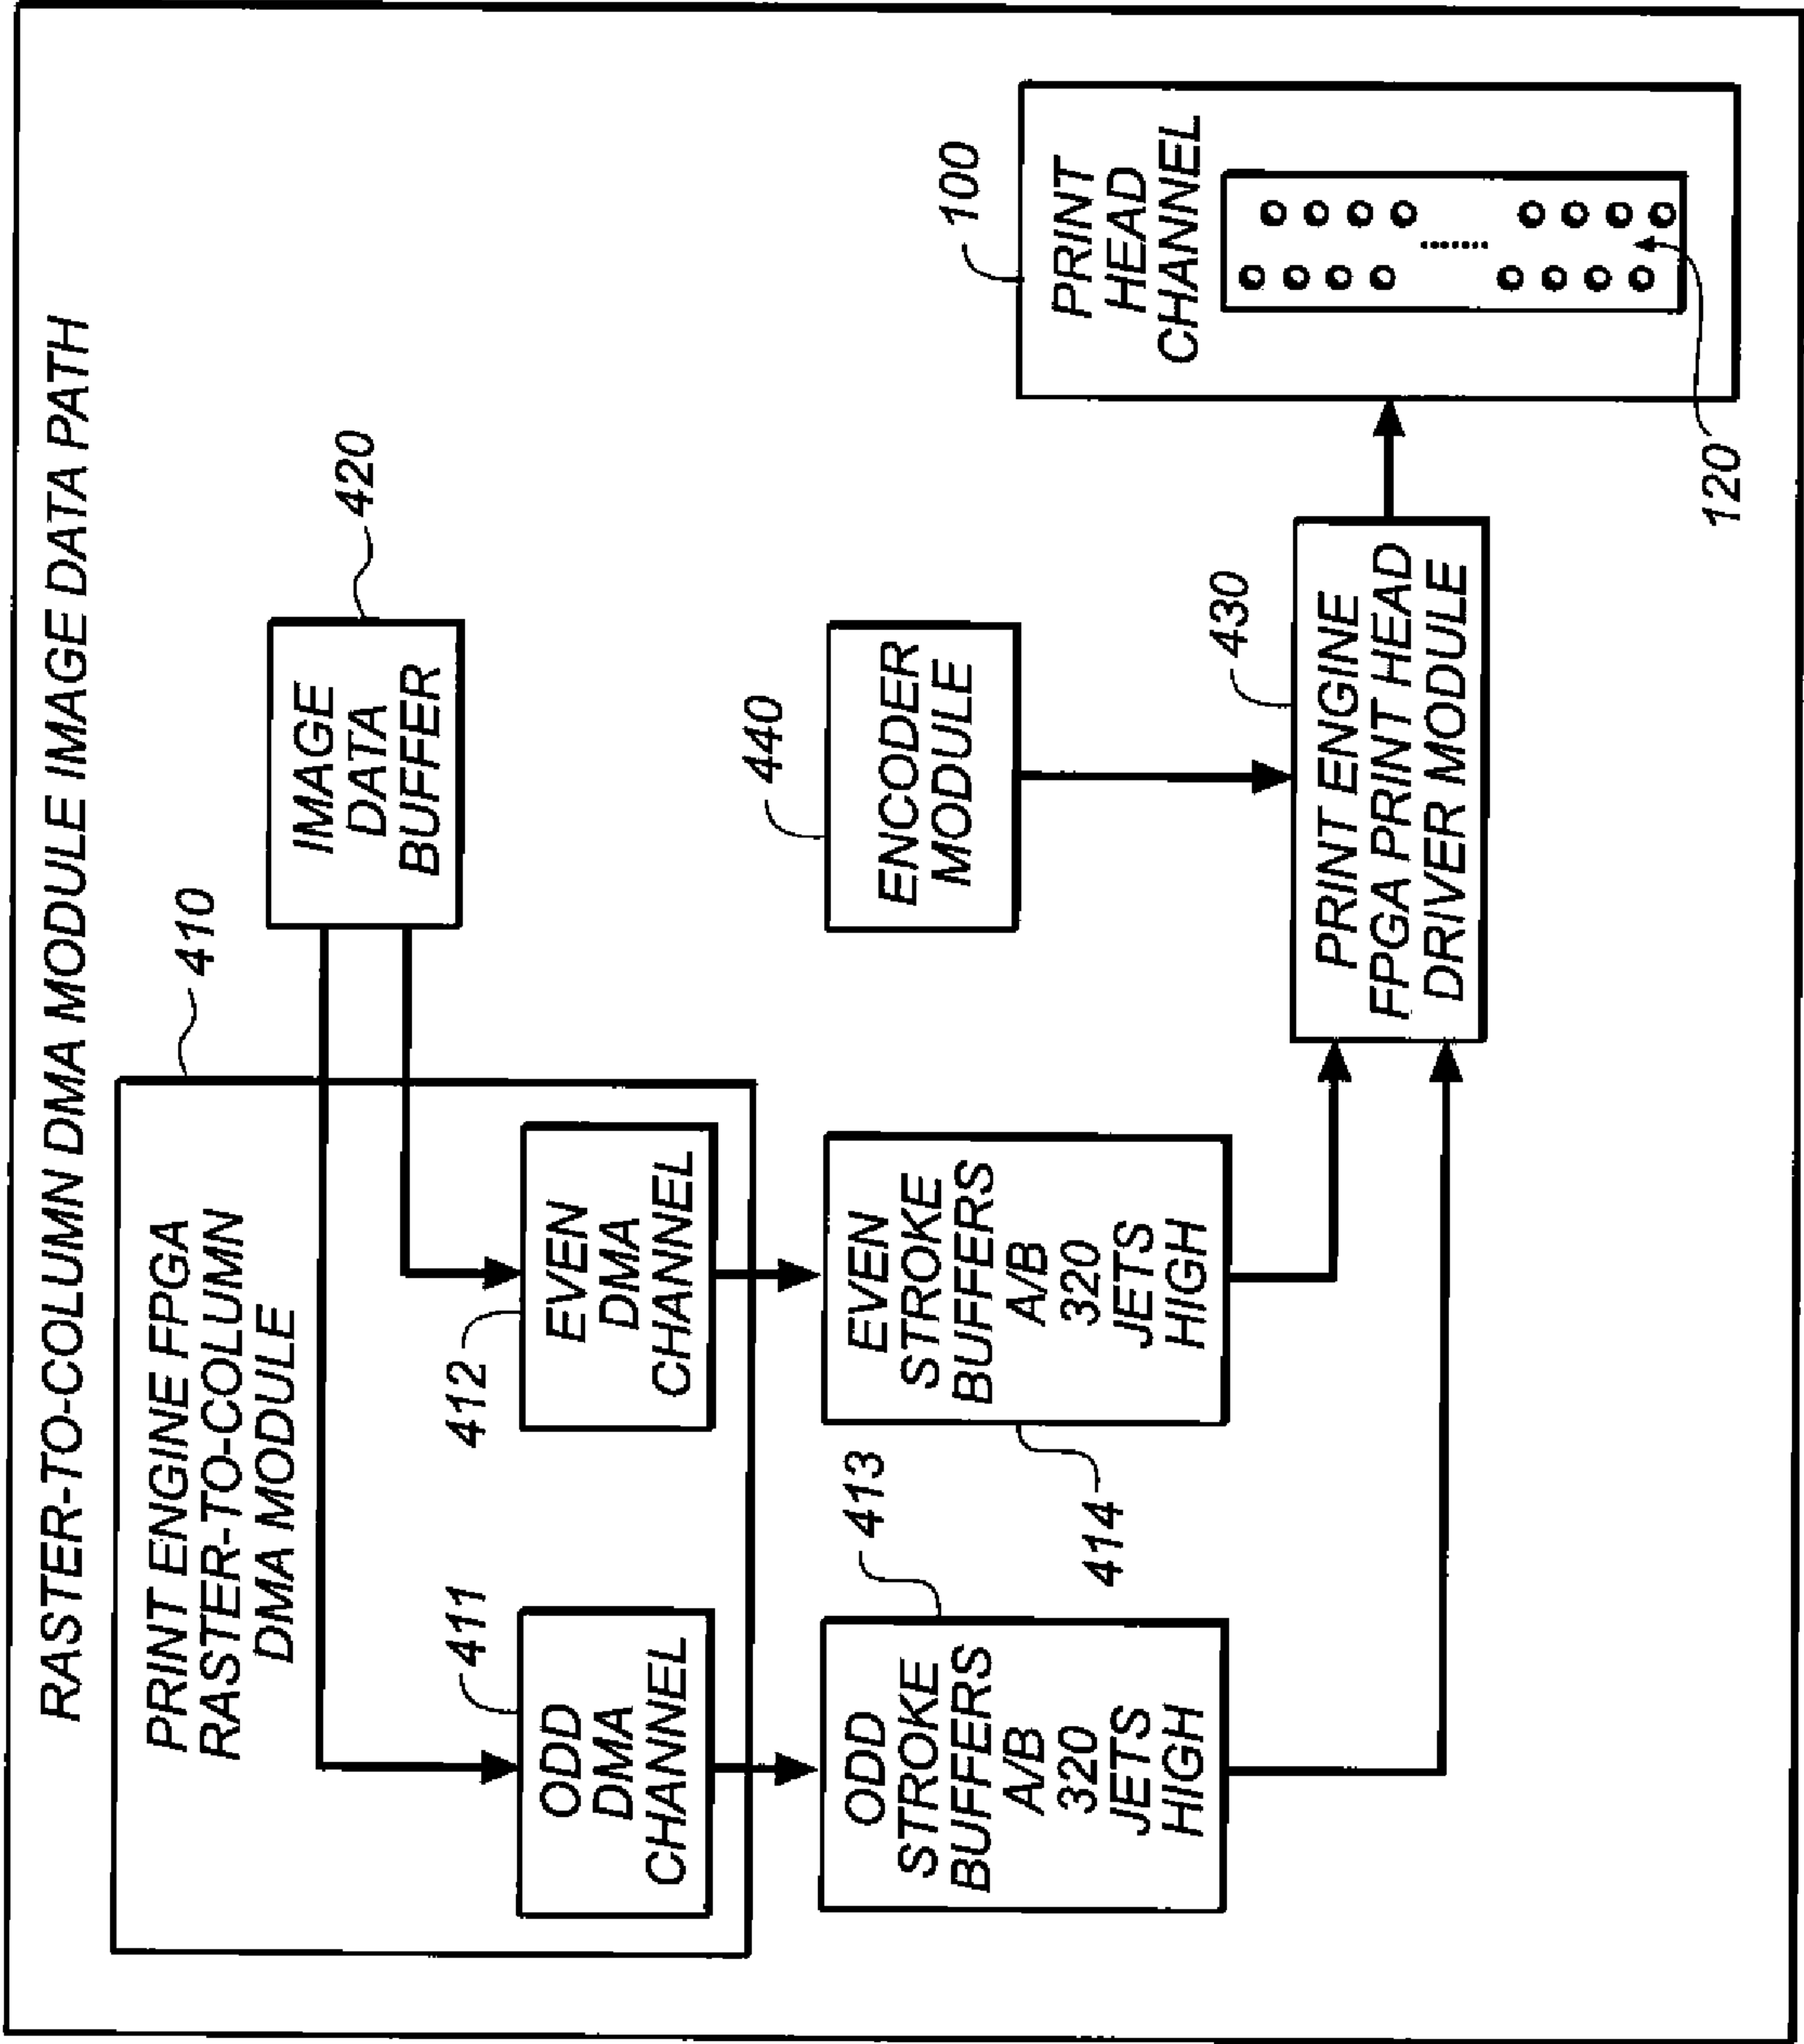 RASTER-TO-COLUMN DMA MODULE IMAGE DATA PATH
PRINT ENGINE FPGA
RASTER-TO-COLUMN
DMA MODULE
410
IMAGE
DATA
BUFFER
420
411
ODD
DMA
CHANNEL
412
EVEN
DMA
CHANNEL
440
ENCODER
MODULE
413
ODD
STROKE
BUFFERS
A/B
320
JETS
HIGH
414
EVEN
STROKE
BUFFERS
A/B
320
JETS
HIGH
430
PRINT ENGINE
FPGA PRINT HEAD
DRIVER MODULE
100
PRINT
HEAD
CHANNEL
120